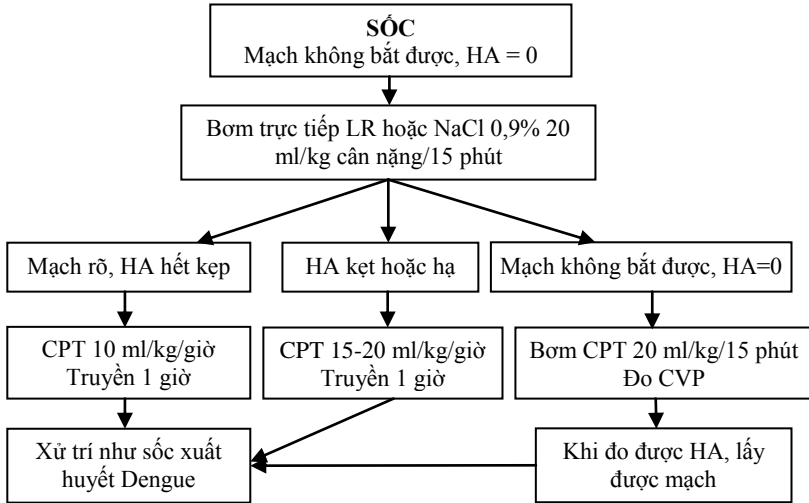 SỐC
Mạch không bắt được, HA = 0
Bơm trực tiếp LR hoặc NaCl 0,9% 20
ml/kg cân nặng/15 phút
Mạch rõ, HA hết kẹp
HA kẹt hoặc hạ
Mạch không bắt được, HA=0
CPT 10 ml/kg/giờ
Truyền 1 giờ
CPT 15-20 ml/kg/giờ
Truyền 1 giờ
Bơm CPT 20 ml/kg/15 phút
Đo CVP
Xử trí như sốc xuất
huyết Dengue
Khi đo được HA, lấy
được mạch